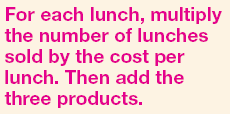 For each lunch, multiply
the number of lunches
sold by the cost per
lunch. Then add the
three products.